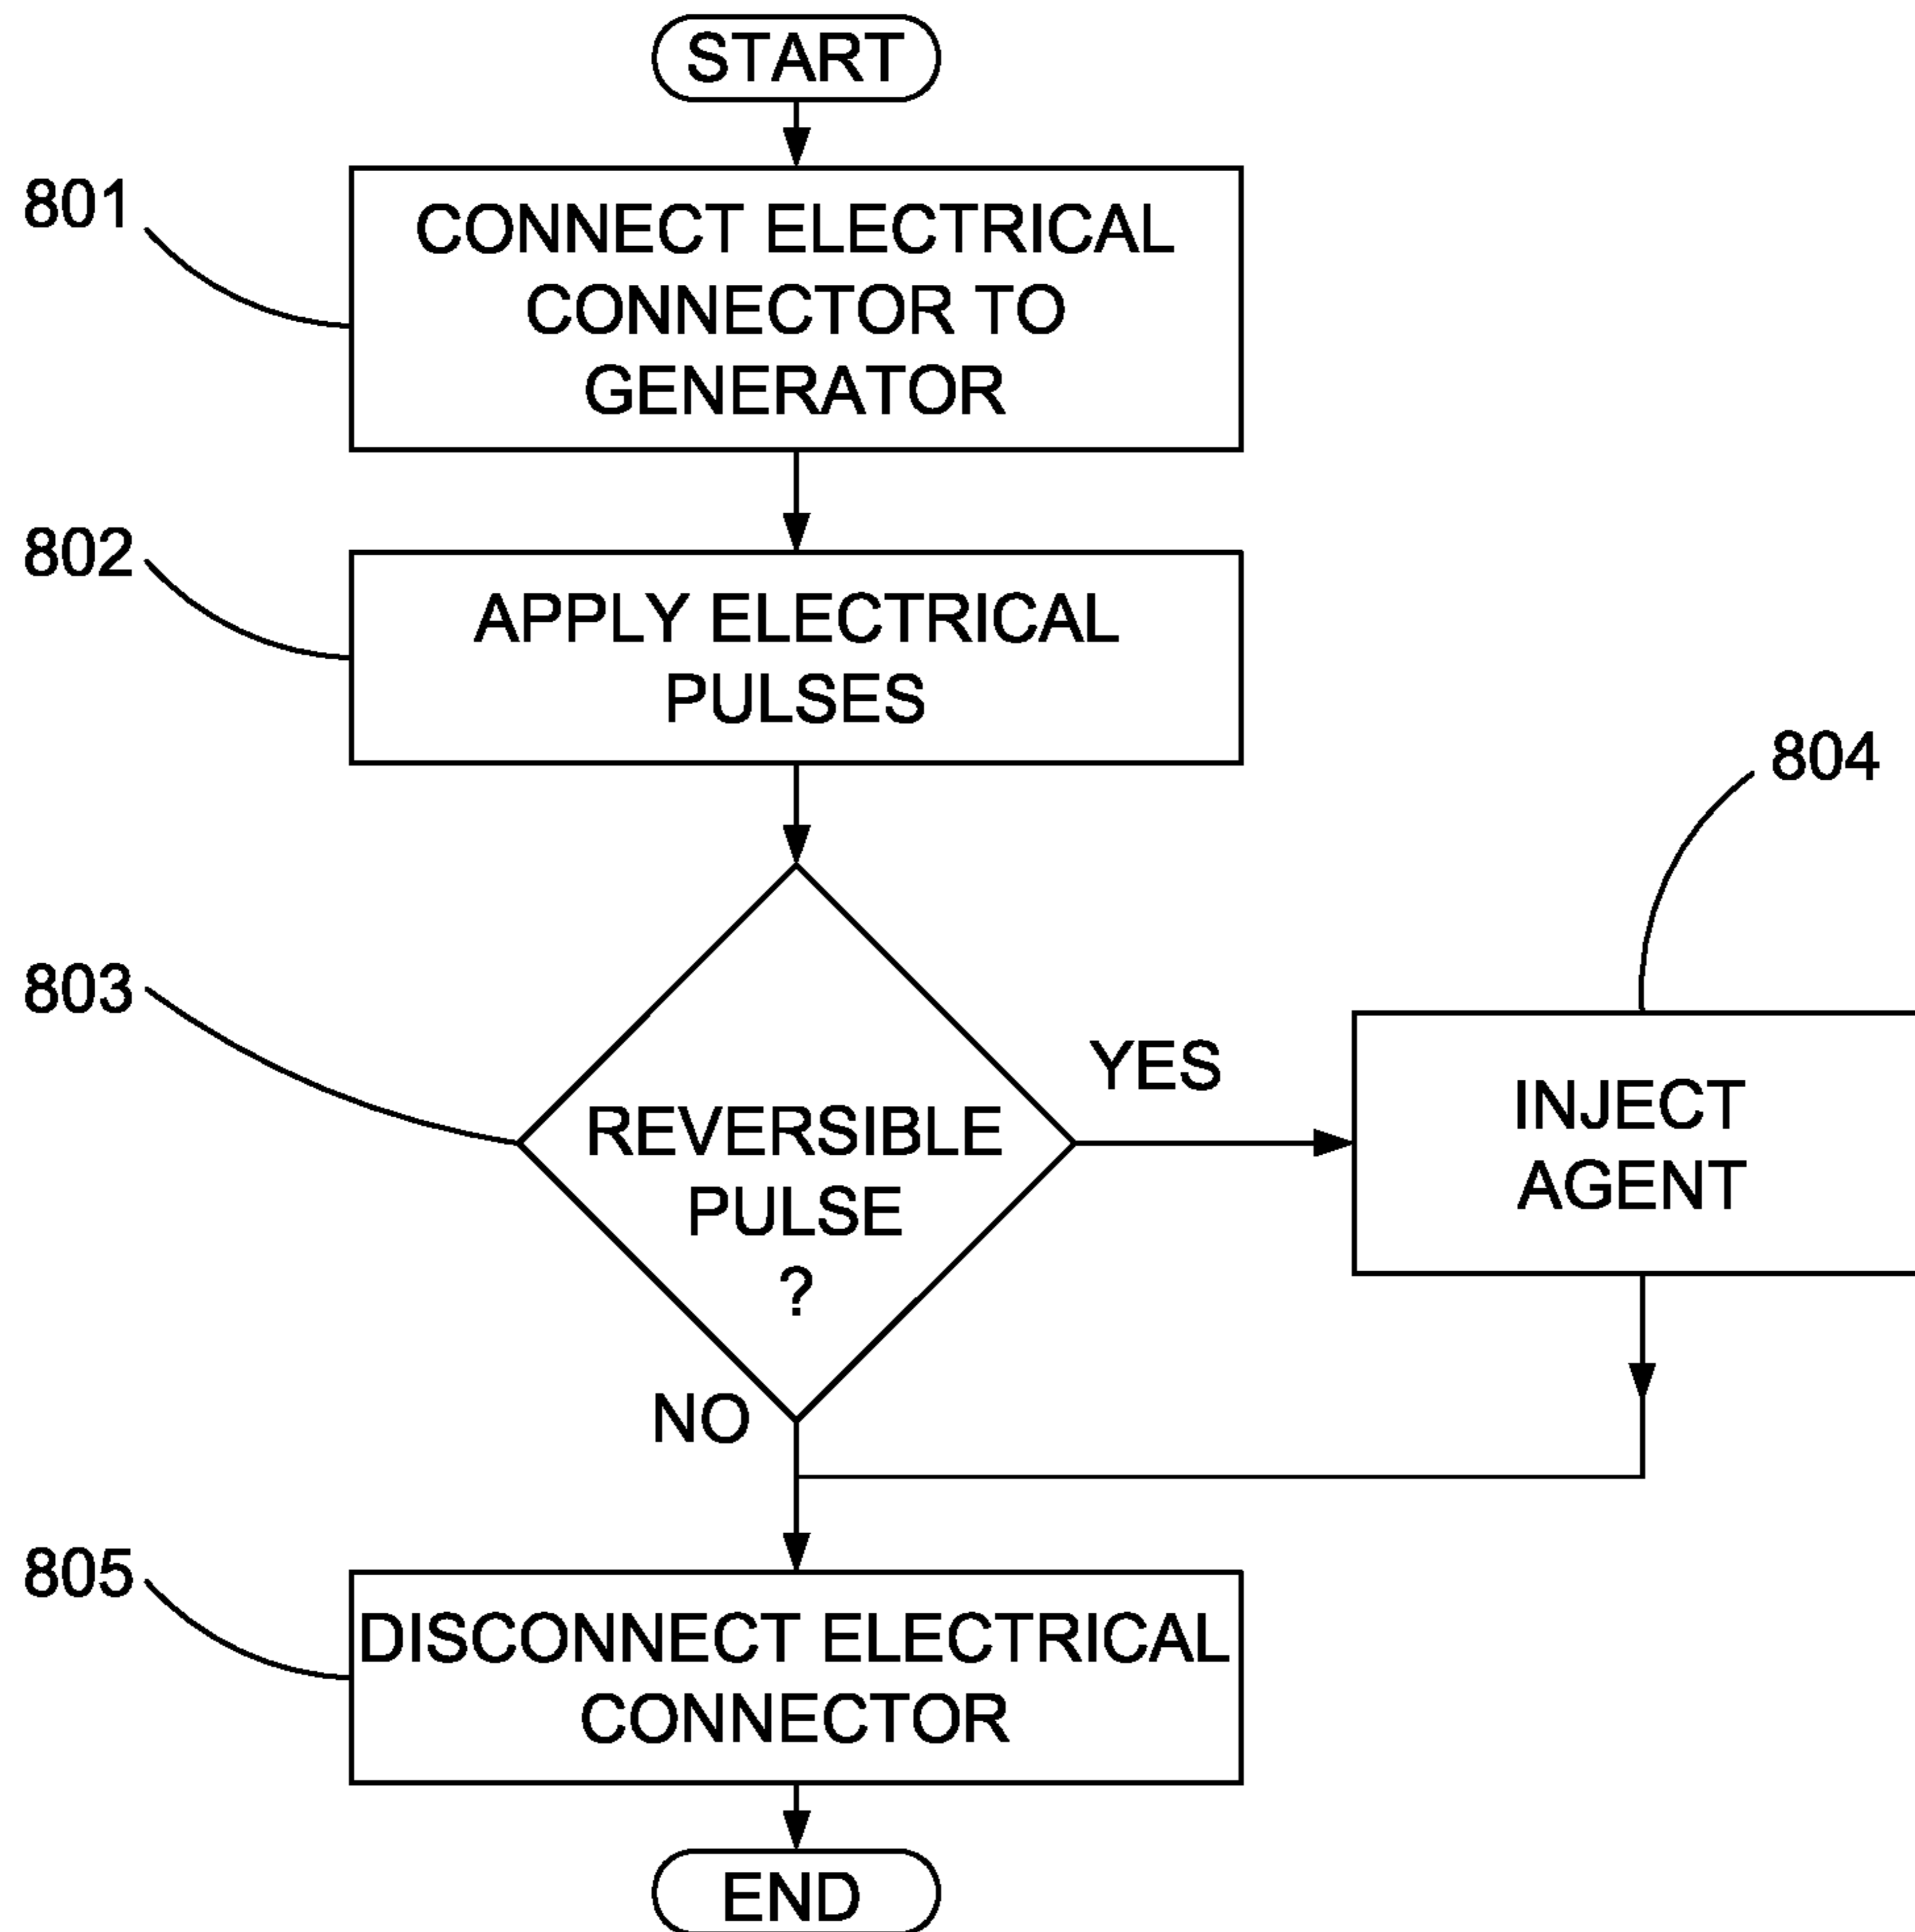 START
801
CONNECT ELECTRICAL
CONNECTOR TO
GENERATOR
802
APPLY ELECTRICAL
PULSES
803
REVERSIBLE
PULSE
?
YES
804
INJECT
AGENT
NO
805
DISCONNECT ELECTRICAL
CONNECTOR
END